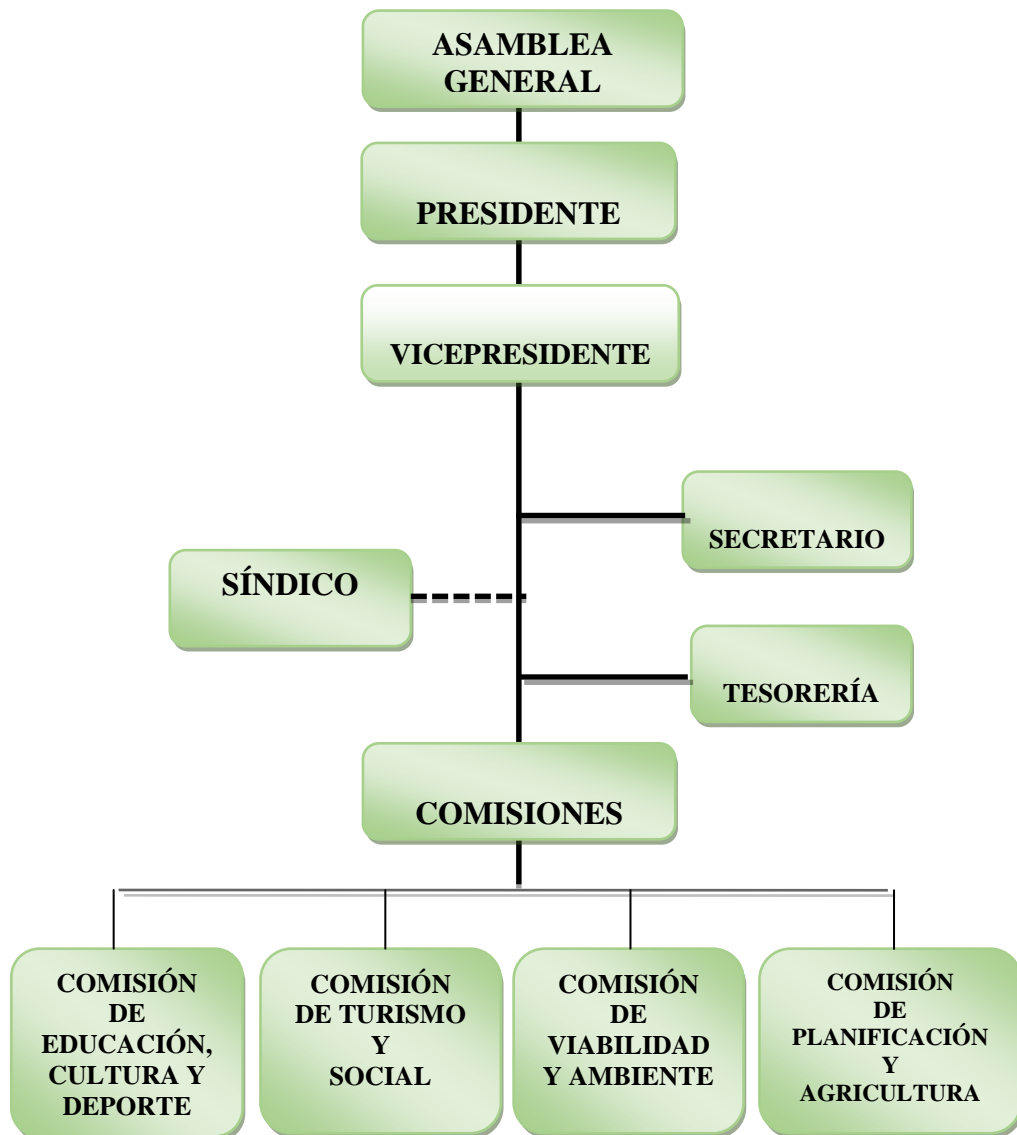 ASAMBLEA
GENERAL
PRESIDENTE
VICEPRESIDENTE
SECRETARIO
SÍNDICO
TESORERÍA
COMISIONES
COMISIÓN
DE
EDUCACIÓN,
CULTURA Y
DEPORTE
COMISIÓN
DE TURISMO
Y
SOCIAL
COMISIÓN
DE
VIABILIDAD
Y AMBIENTE
COMISIÓN
DE
PLANIFICACIÓN
Y
AGRICULTURA